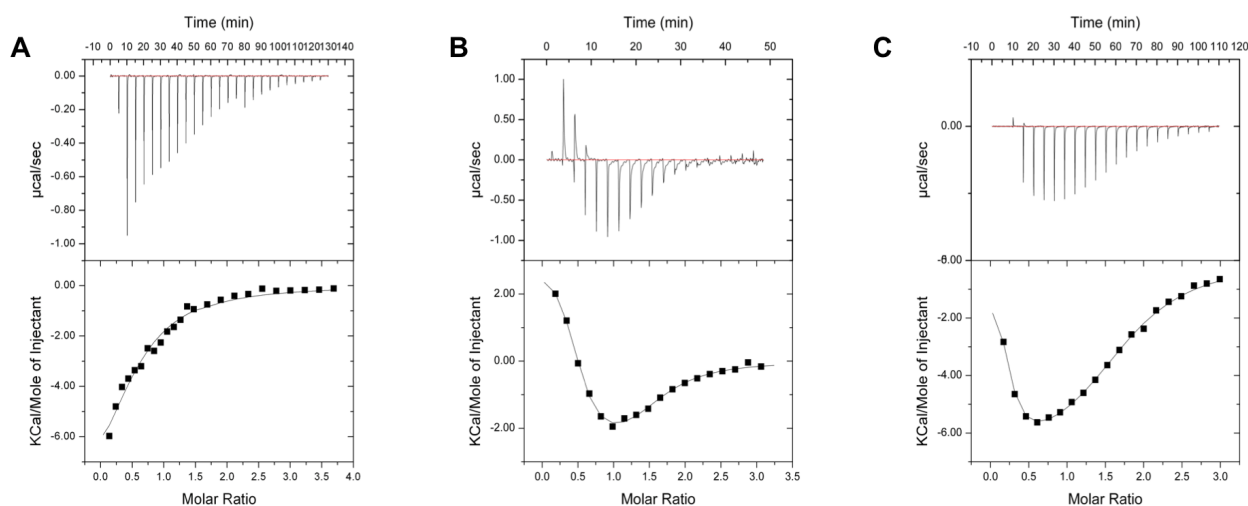 A
Time (min)
-10 0 10 20 30 40 50 60 70 80 90 100 110 120 130 140
0.00
-0.20
-0.40
-0.60
-0.80
-1.00
µcal/sec
0.00
-2.00
-4.00
-6.00
KCal/Mole of Injectant
0.0 0.5 1.0 1.5 2.0 2.5 3.0 3.5 4.0
Molar Ratio
B
Time (min)
0 10 20 30 40 50
1.00
0.50
0.00
-0.50
-1.00
µcal/sec
2.00
0.00
-2.00
KCal/Mole of Injectant
0.0 0.5 1.0 1.5 2.0 2.5 3.0 3.5
Molar Ratio
C
Time (min)
-10 0 10 20 30 40 50 60 70 80 90 100 110 120
0.00
µcal/sec
-2.00
-4.00
-6.00
KCal/Mole of Injectant
0.0 0.5 1.0 1.5 2.0 2.5 3.0
Molar Ratio